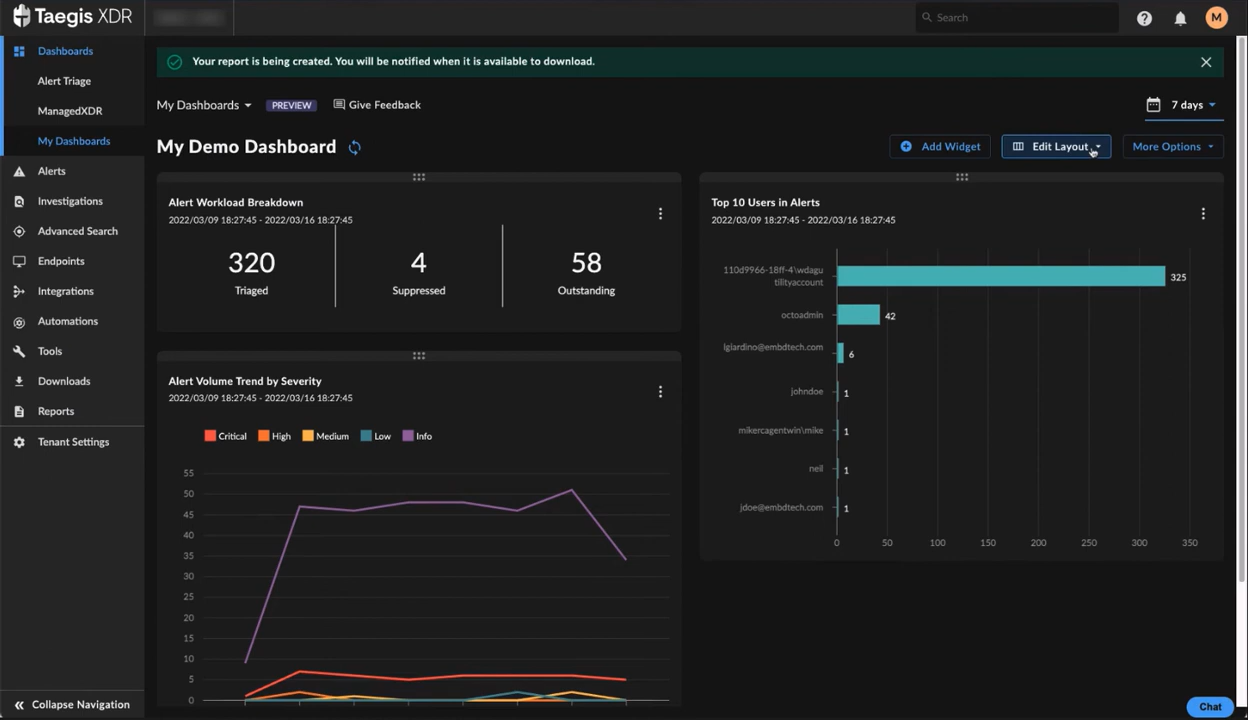 Taegis XDR
Search
M
Dashboards
Alert Triage
ManagedXDR
My Dashboards
Alerts
Investigations
Advanced Search
Endpoints
Integrations
Automations
Tools
Downloads
Reports
Tenant Settings
Collapse Navigation
Your report is being created. You will be notified when it is available to download.
My Dashboards
PREVIEW
Give Feedback
7 days
My Demo Dashboard
Add Widget
Edit Layout
More Options
Alert Workload Breakdown
2022/03/09 18:27:45 - 2022/03/16 18:27:45
320
Triaged
4
Suppressed
58
Outstanding
Alert Volume Trend by Severity
2022/03/09 18:27:45 - 2022/03/16 18:27:45
Critical
High
Medium
Low
Info
55
50
45
40
35
30
25
20
15
10
5
0
Top 10 Users in Alerts
2022/03/09 18:27:45 - 2022/03/16 18:27:45
110d9966-18ff-4\wdagu
tilityaccount
325
octoadmin
42
lgiardino@embdtech.com
6
johndoe
1
mikercagentwin\mike
1
nell
1
jdoe@embdtech.com
1
0 50 100 150 200 250 300 350
Chat